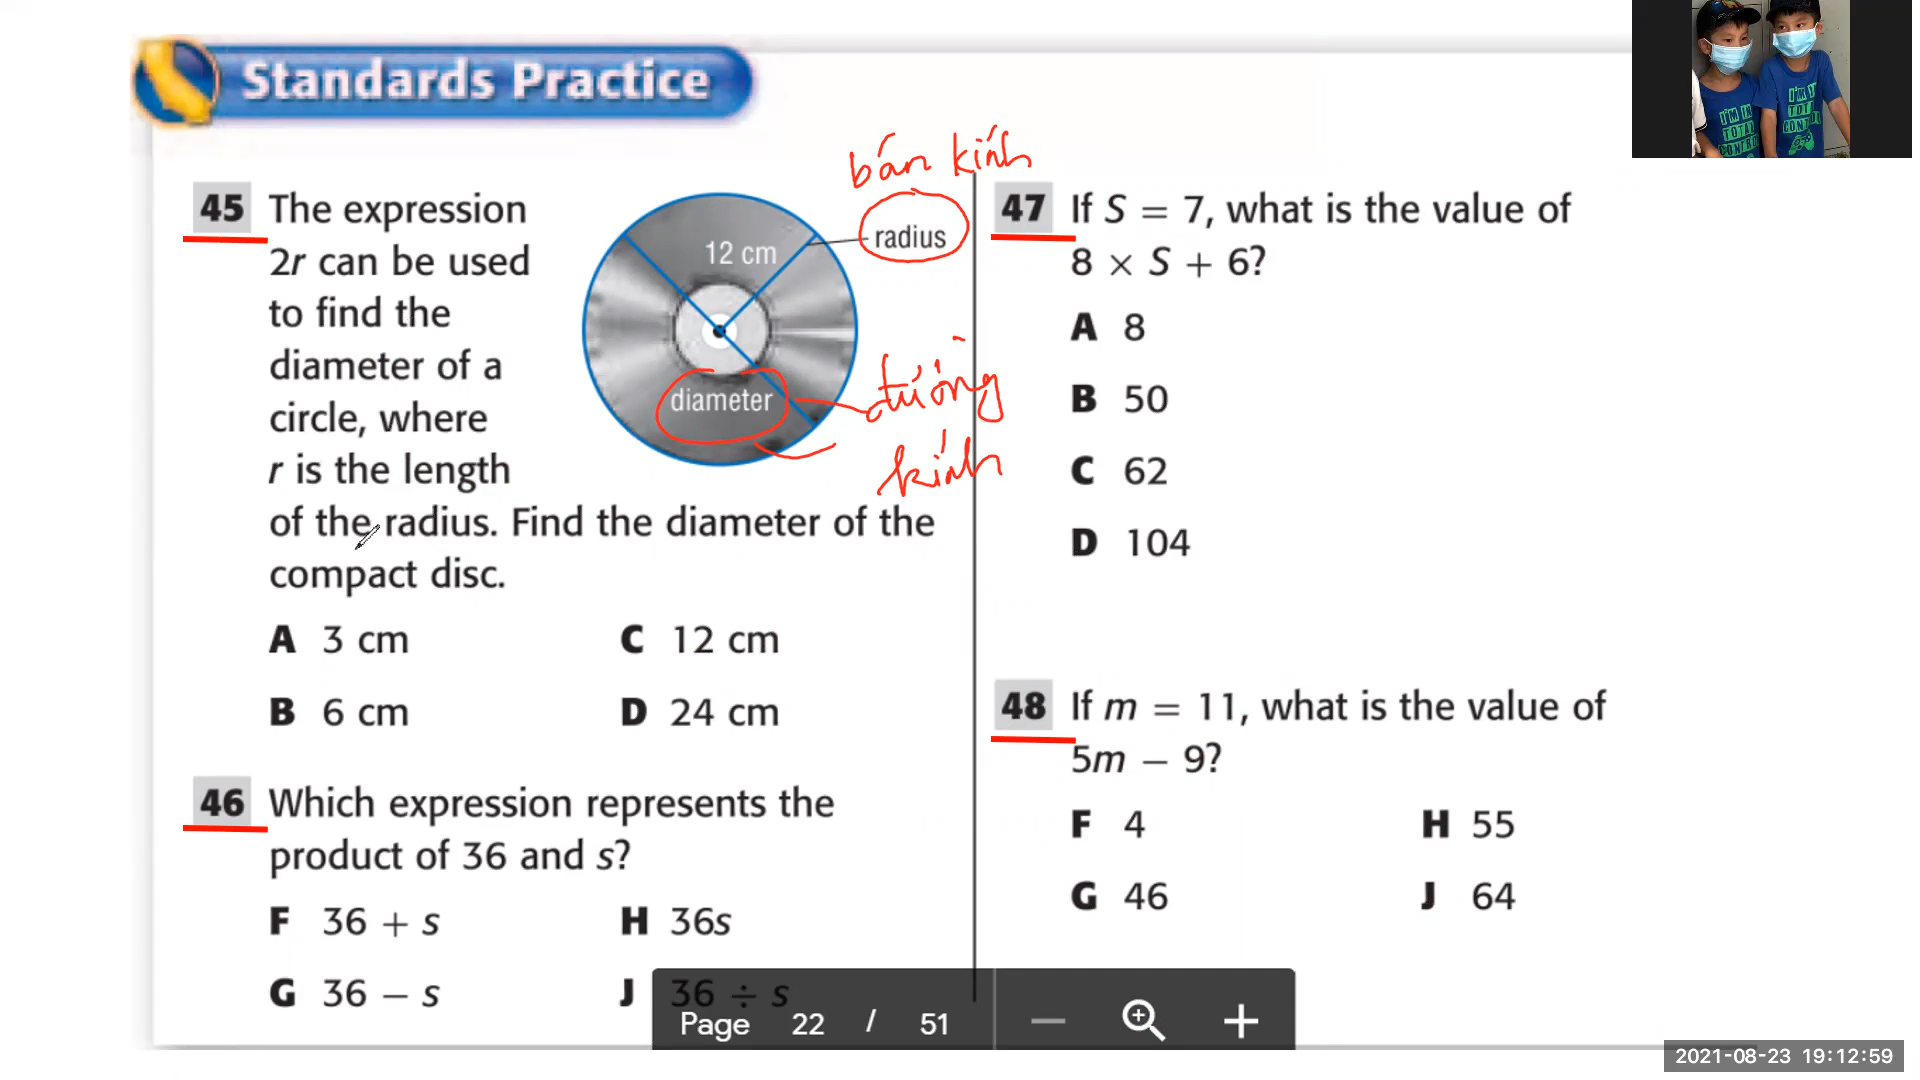 Standards Practice
45 The expression
2r can be used
to find the
diameter of a
circle, where
r is the length
of the radius. Find the diameter of the
compact disc.
12 cm
radius
bán kính
diameter
đường
kính
A 3 cm
C 12 cm
B 6 cm
D 24 cm
46 Which expression represents the
product of 36 and s?
F 36 + s
H 36s
G 36 − s
J 36 ÷ s
47 If S = 7, what is the value of
8 × S + 6?
A 8
B 50
C 62
D 104
48 If m = 11, what is the value of
5m − 9?
F 4
H 55
G 46
J 64
Page 22 / 51
I'M IN
TOTAL
CONTROL
TOT
CONT
2021-08-23 19:12:59